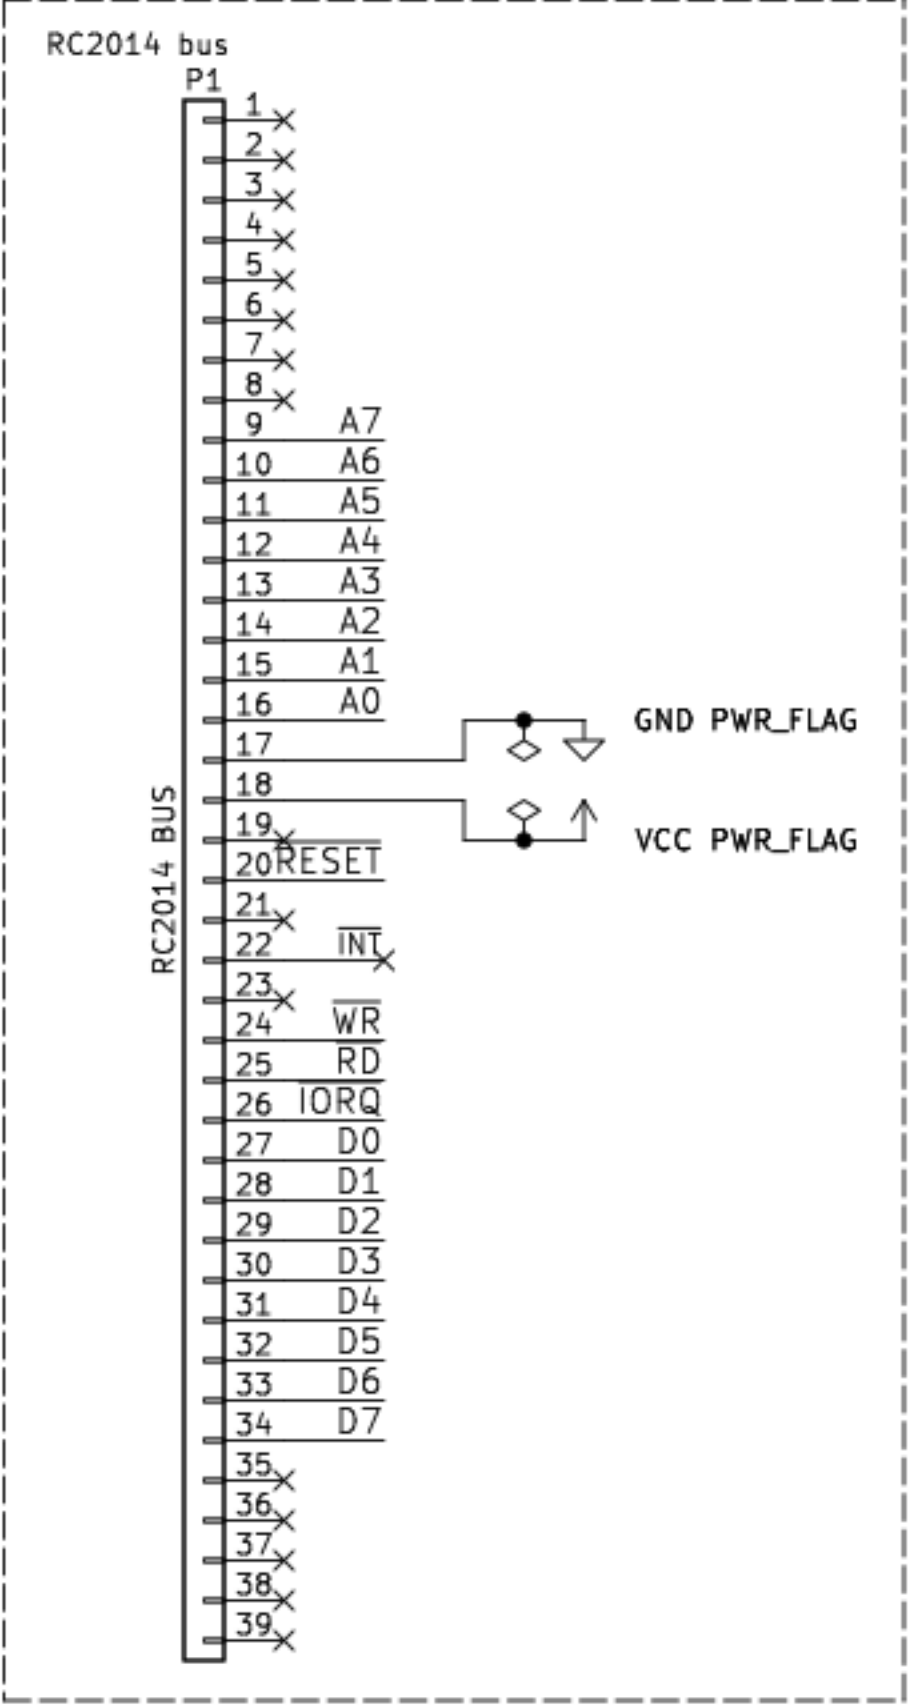 RC2014 bus
P1
1
2
3
4
5
6
7
8
9 A7
10 A6
11 A5
12 A4
13 A3
14 A2
15 A1
16 A0
17 GND PWR_FLAG
18 VCC PWR_FLAG
19
20 RESET
21
22 INT
23
24 WR
25 RD
26 IORQ
27 D0
28 D1
29 D2
30 D3
31 D4
32 D5
33 D6
34 D7
35
36
37
38
39
RC2014 BUS